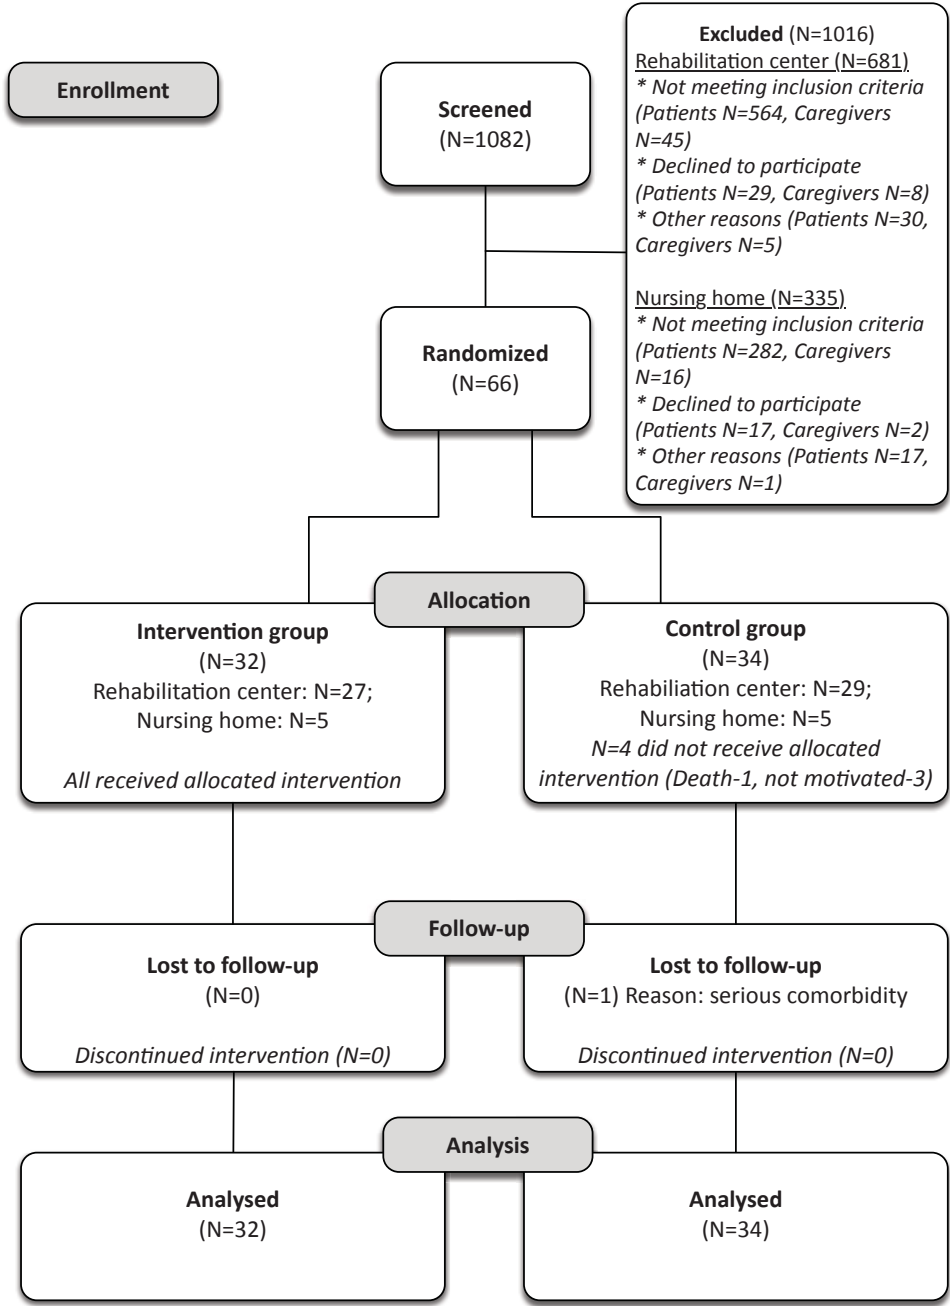 Enrollment
Screened
(N=1082)
Excluded (N=1016)
Rehabilitation center (N=681)
* Not meeting inclusion criteria
(Patients N=564, Caregivers
N=45)
* Declined to participate
(Patients N=29, Caregivers N=8)
* Other reasons (Patients N=30,
Caregivers N=5)
Nursing home (N=335)
* Not meeting inclusion criteria
(Patients N=282, Caregivers
N=16)
* Declined to participate
(Patients N=17, Caregivers N=2)
* Other reasons (Patients N=17,
Caregivers N=1)
Randomized
(N=66)
Allocation
Intervention group
(N=32)
Rehabilitation center: N=27;
Nursing home: N=5
All received allocated intervention
Control group
(N=34)
Rehabiliation center: N=29;
Nursing home: N=5
N=4 did not receive allocated
intervention (Death-1, not motivated-3)
Follow-up
Lost to follow-up
(N=0)
Discontinued intervention (N=0)
Lost to follow-up
(N=1) Reason: serious comorbidity
Discontinued intervention (N=0)
Analysis
Analysed
(N=32)
Analysed
(N=34)